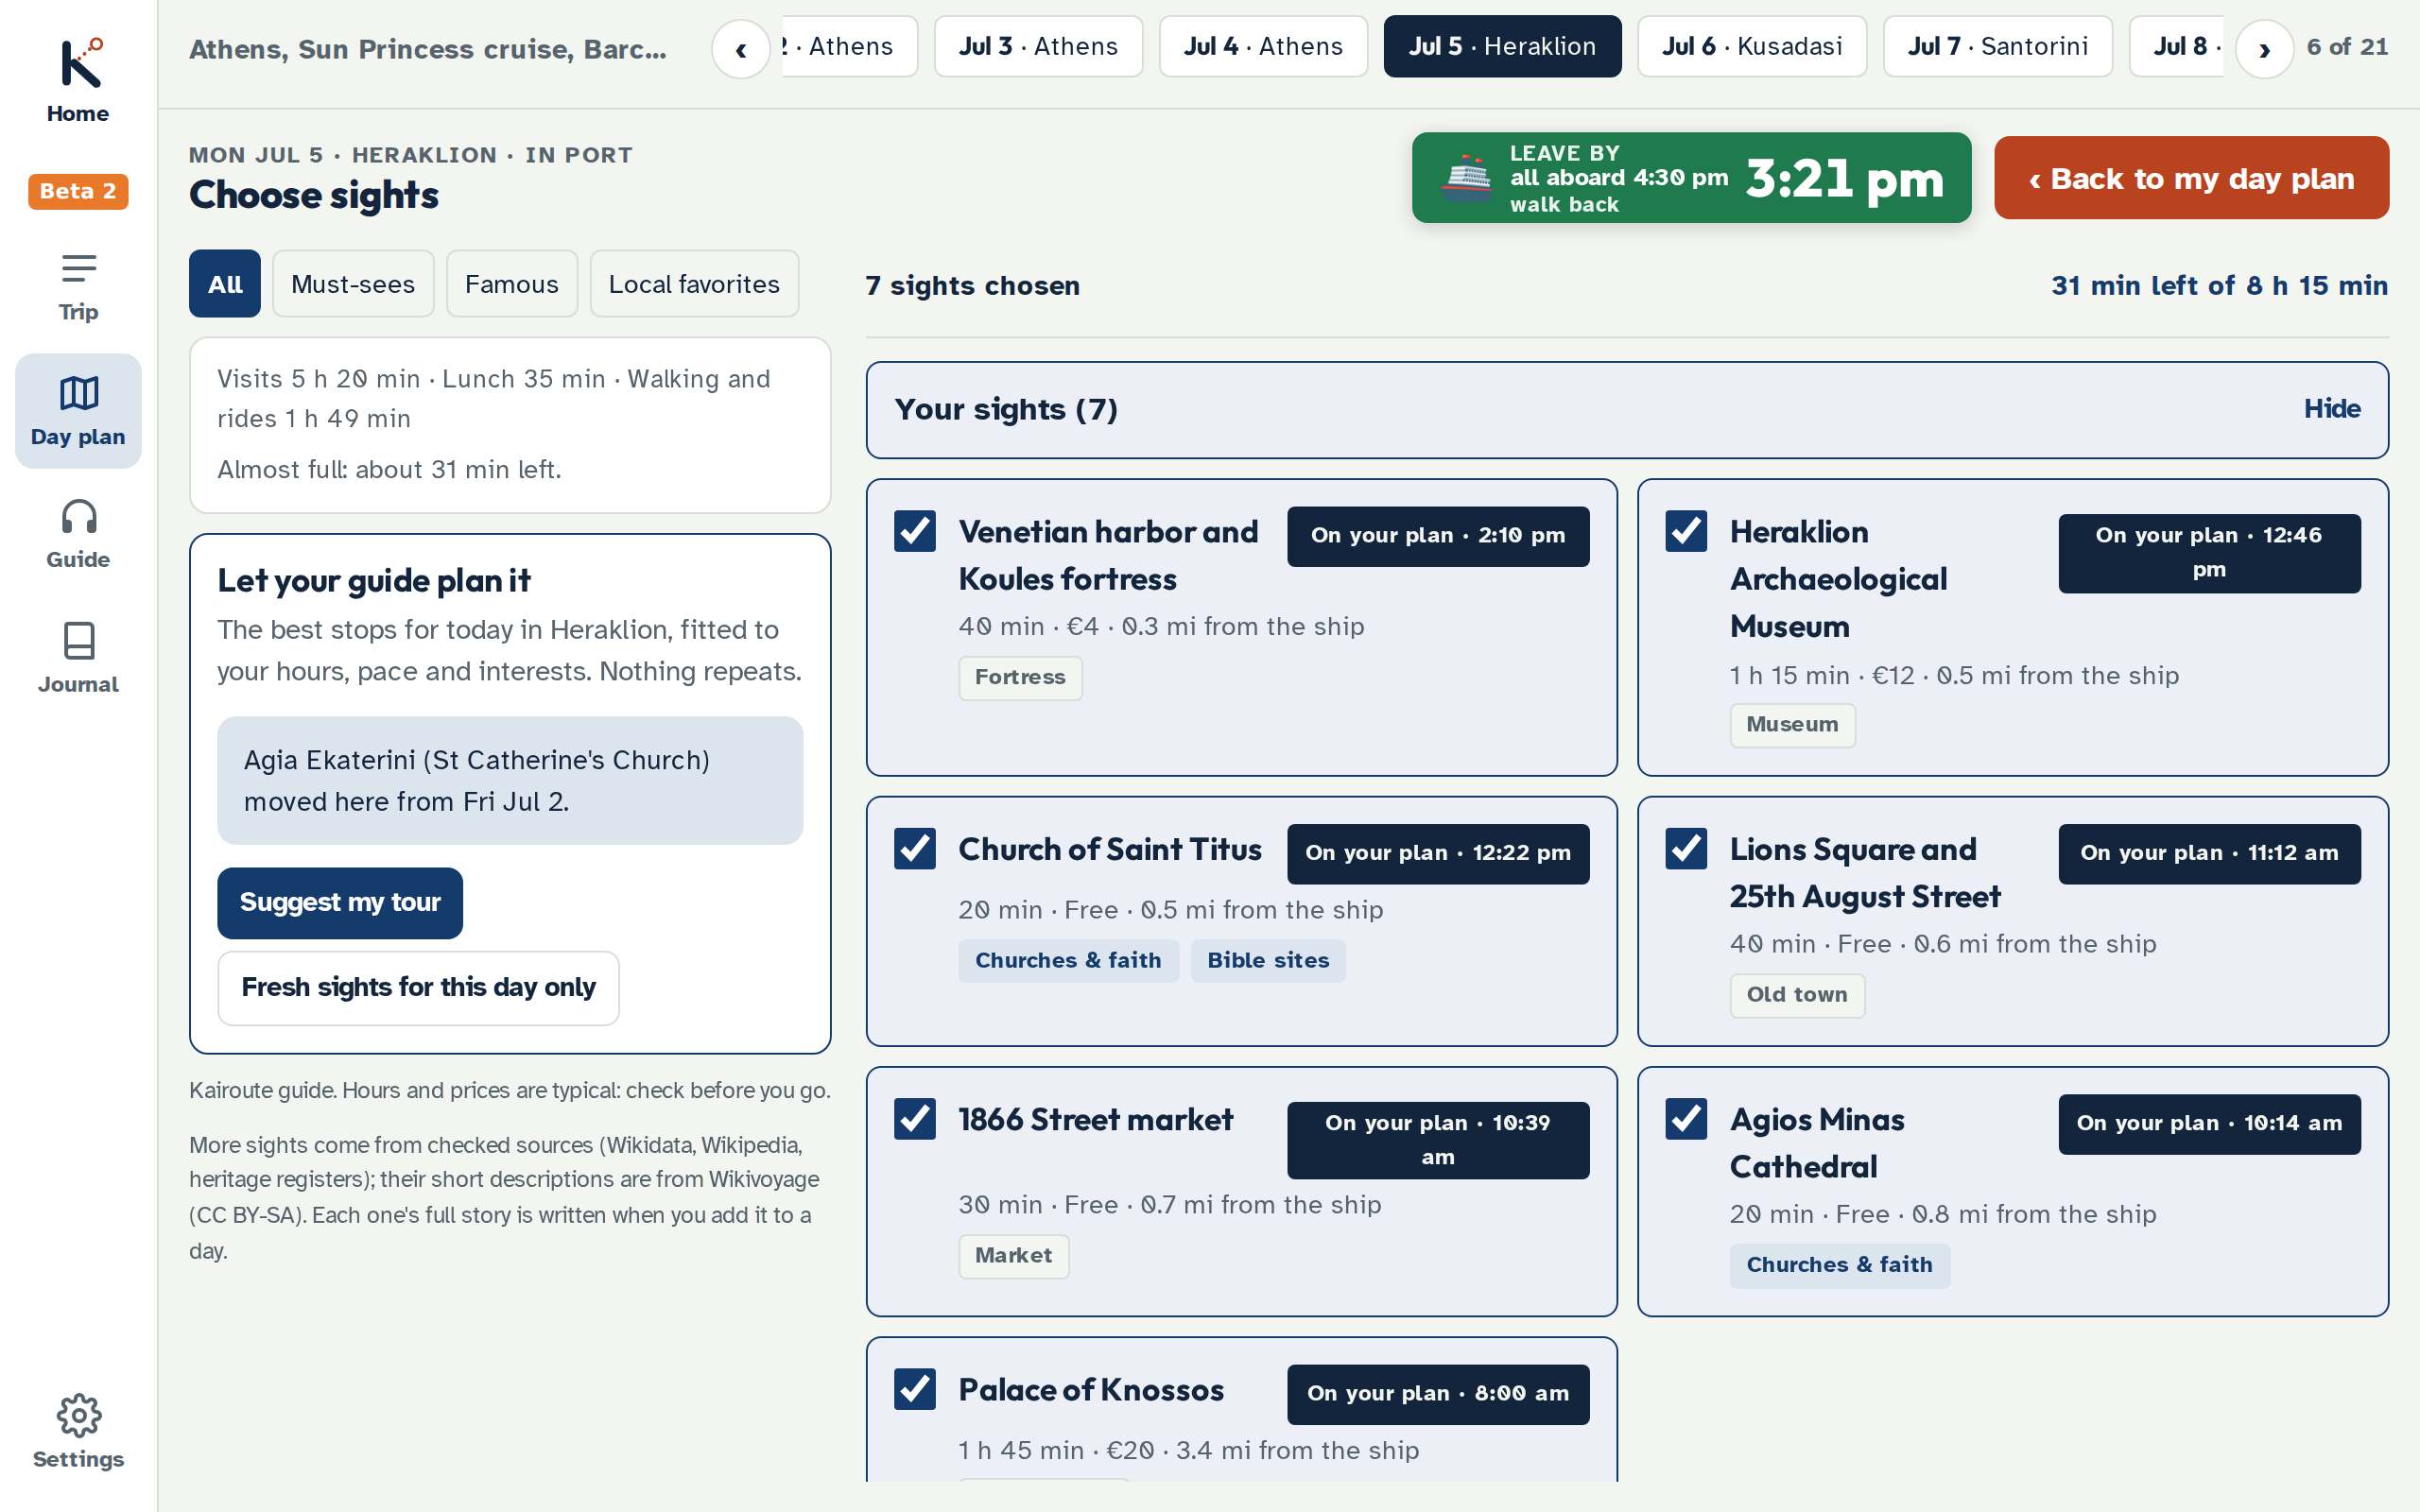 Home
Beta 2
Trip
Day plan
Guide
Journal
Settings
Athens, Sun Princess cruise, Barc...
‹
2 · Athens
Jul 3 · Athens
Jul 4 · Athens
Jul 5 · Heraklion
Jul 6 · Kusadasi
Jul 7 · Santorini
Jul 8 ·
›
6 of 21
MON JUL 5 · HERAKLION · IN PORT
Choose sights
LEAVE BY
all aboard 4:30 pm
walk back
3:21 pm
‹ Back to my day plan
All
Must-sees
Famous
Local favorites
Visits 5 h 20 min · Lunch 35 min · Walking and
rides 1 h 49 min
Almost full: about 31 min left.
Let your guide plan it
The best stops for today in Heraklion, fitted to
your hours, pace and interests. Nothing repeats.
Agia Ekaterini (St Catherine's Church)
moved here from Fri Jul 2.
Suggest my tour
Fresh sights for this day only
Kairoute guide. Hours and prices are typical: check before you go.
More sights come from checked sources (Wikidata, Wikipedia,
heritage registers); their short descriptions are from Wikivoyage
(CC BY-SA). Each one's full story is written when you add it to a
day.
7 sights chosen
31 min left of 8 h 15 min
Your sights (7)
Hide
Venetian harbor and
Koules fortress
On your plan · 2:10 pm
40 min · €4 · 0.3 mi from the ship
Fortress
Heraklion
Archaeological
Museum
On your plan · 12:46
pm
1 h 15 min · €12 · 0.5 mi from the ship
Museum
Church of Saint Titus
On your plan · 12:22 pm
20 min · Free · 0.5 mi from the ship
Churches & faith
Bible sites
Lions Square and
25th August Street
On your plan · 11:12 am
40 min · Free · 0.6 mi from the ship
Old town
1866 Street market
On your plan · 10:39
am
30 min · Free · 0.7 mi from the ship
Market
Agios Minas
Cathedral
On your plan · 10:14 am
20 min · Free · 0.8 mi from the ship
Churches & faith
Palace of Knossos
On your plan · 8:00 am
1 h 45 min · €20 · 3.4 mi from the ship